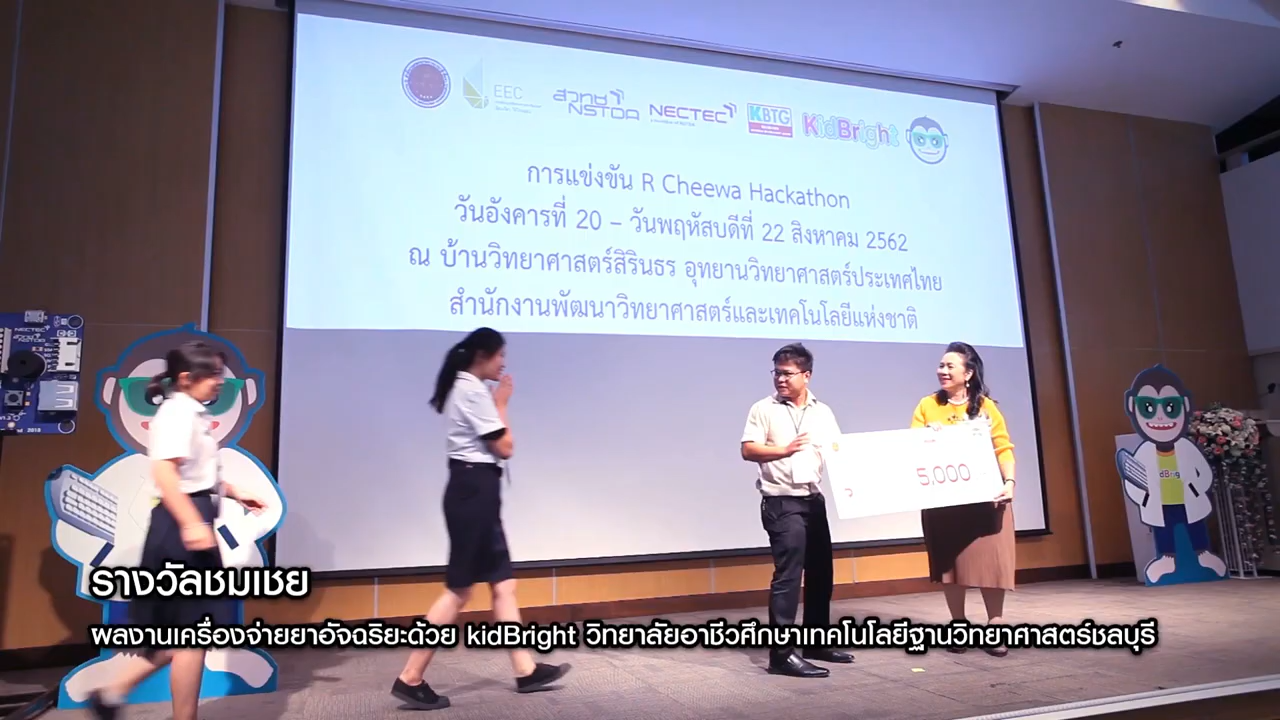 EEC
สวทช
NSTDA
NECTEC
KBTG
KidBright
การแข่งขัน R Cheewa Hackathon
วันอังคารที่ 20 – วันพฤหัสบดีที่ 22 สิงหาคม 2562
ณ บ้านวิทยาศาสตร์สิรินธร อุทยานวิทยาศาสตร์ประเทศไทย
สำนักงานพัฒนาวิทยาศาสตร์และเทคโนโลยีแห่งชาติ
NECTEC
5,000
รางวัลชมเชย
ผลงานเครื่องจ่ายยาอัจฉริยะด้วย kidBright วิทยาลัยอาชีวศึกษาเทคโนโลยีฐานวิทยาศาสตร์ชลบุรี